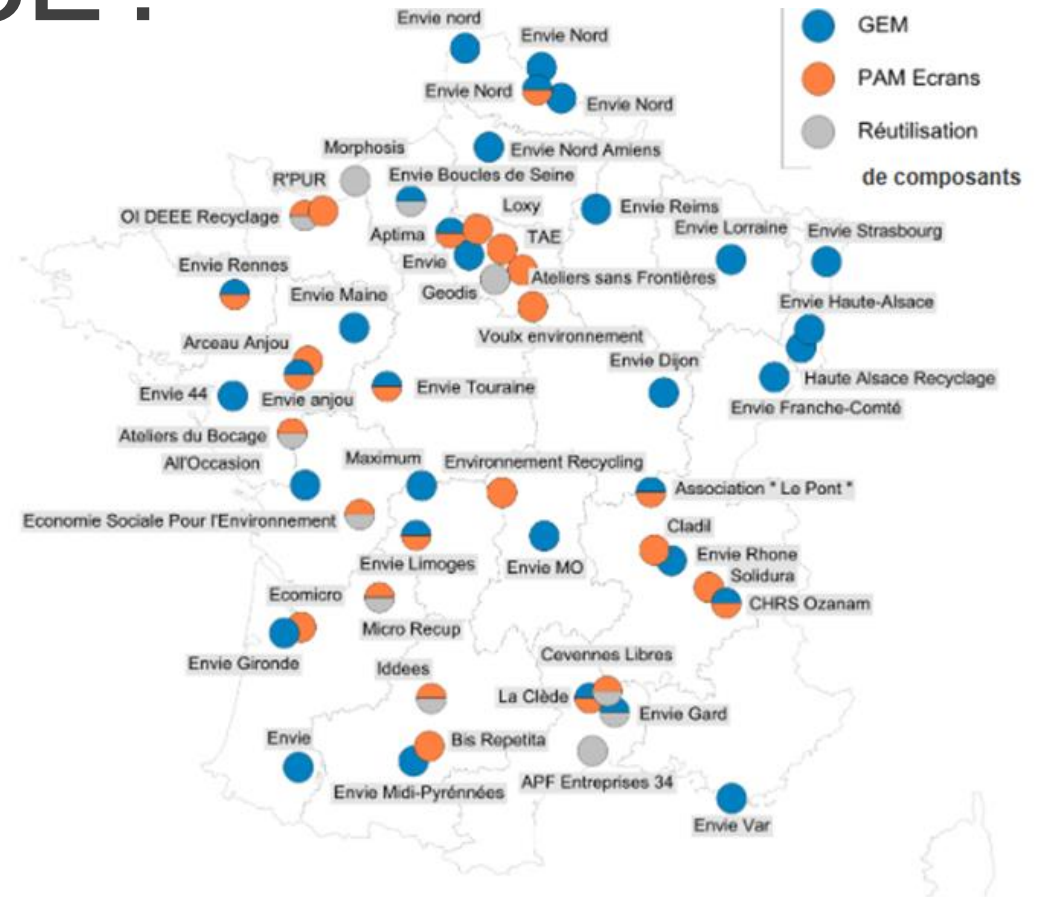 GEM
PAM Ecrans
Réutilisation
de composants
Envie nord
Envie Nord
Envie Nord
Envie Nord
Envie Nord Amiens
Morphosis
R'PUR
Envie Boucles de Seine
OI DEEE Recyclage
Loxy
Envie Reims
Aptima
TAE
Envie Lorraine
Envie Strasbourg
Envie
Envie Rennes
Ateliers sans Frontières
Geodis
Envie Maine
Envie Haute-Alsace
Voulx environnement
Arceau Anjou
Envie Dijon
Haute Alsace Recyclage
Envie 44
Envie anjou
Envie Touraine
Envie Franche-Comté
Ateliers du Bocage
All'Occasion
Maximum
Environnement Recycling
Association " Le Pont "
Economie Sociale Pour l'Environnement
Cladil
Envie Rhone
Envie Limoges
Envie MO
Solidura
Ecomicro
CHRS Ozanam
Micro Recup
Envie Gironde
Cevennes Libres
Iddees
La Clède
Envie Gard
Envie
Bis Repetita
Envie Midi-Pyrénnées
APF Entreprises 34
Envie Var